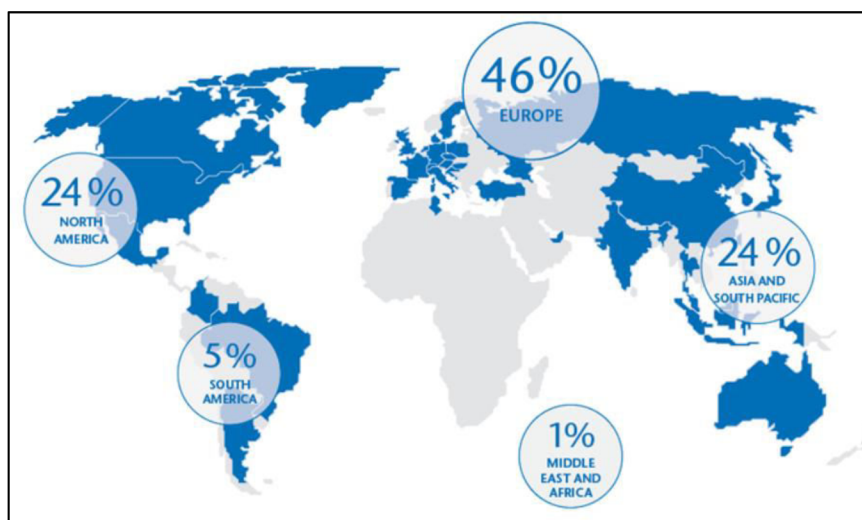 46%
EUROPE
24%
NORTH
AMERICA
24%
ASIA AND
SOUTH PACIFIC
5%
SOUTH
AMERICA
1%
MIDDLE
EAST AND
AFRICA